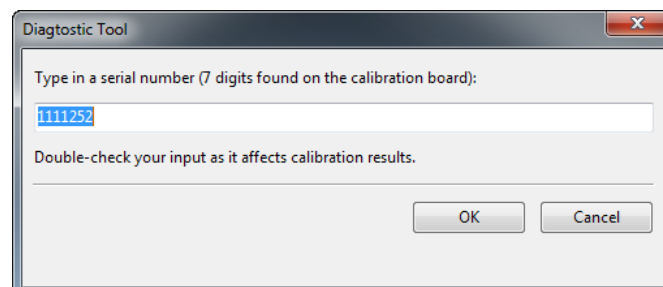 Diagtostic Tool
Type in a serial number (7 digits found on the calibration board):
1111252
Double-check your input as it affects calibration results.
OK Cancel